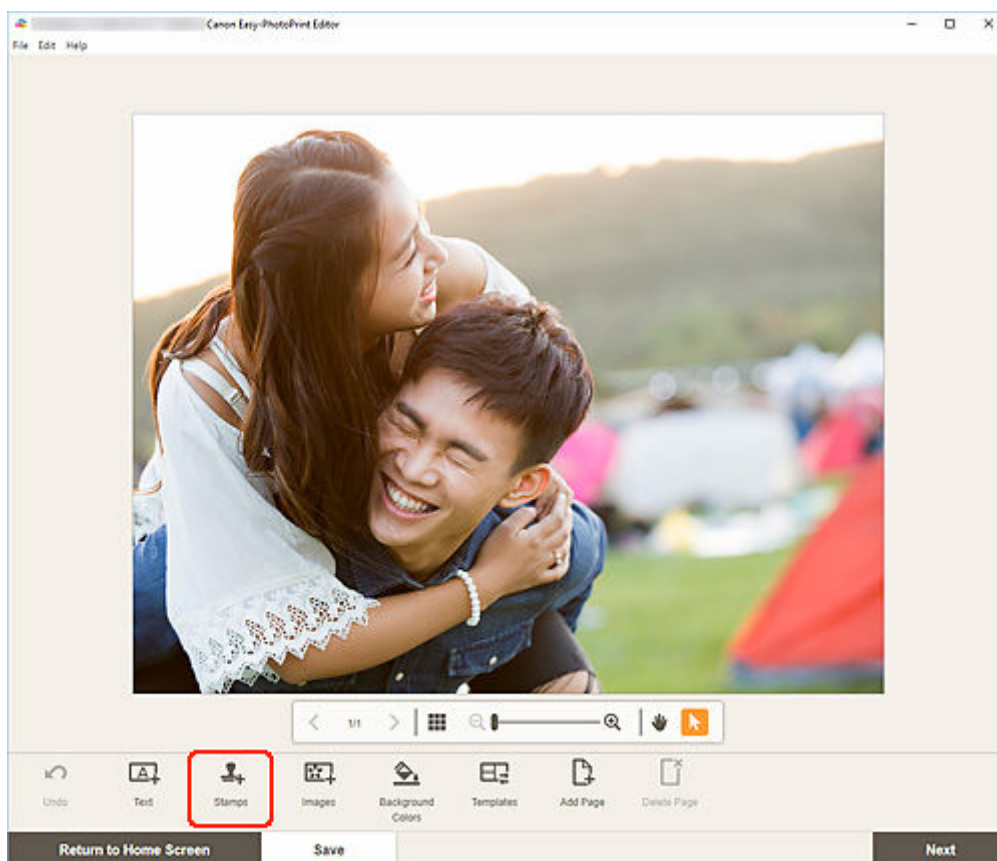 Canon Easy-PhotoPrint Editor
File Edit Help
1/1
Undo Text Stamps Images Background Colors Templates Add Page Delete Page
Return to Home Screen Save Next